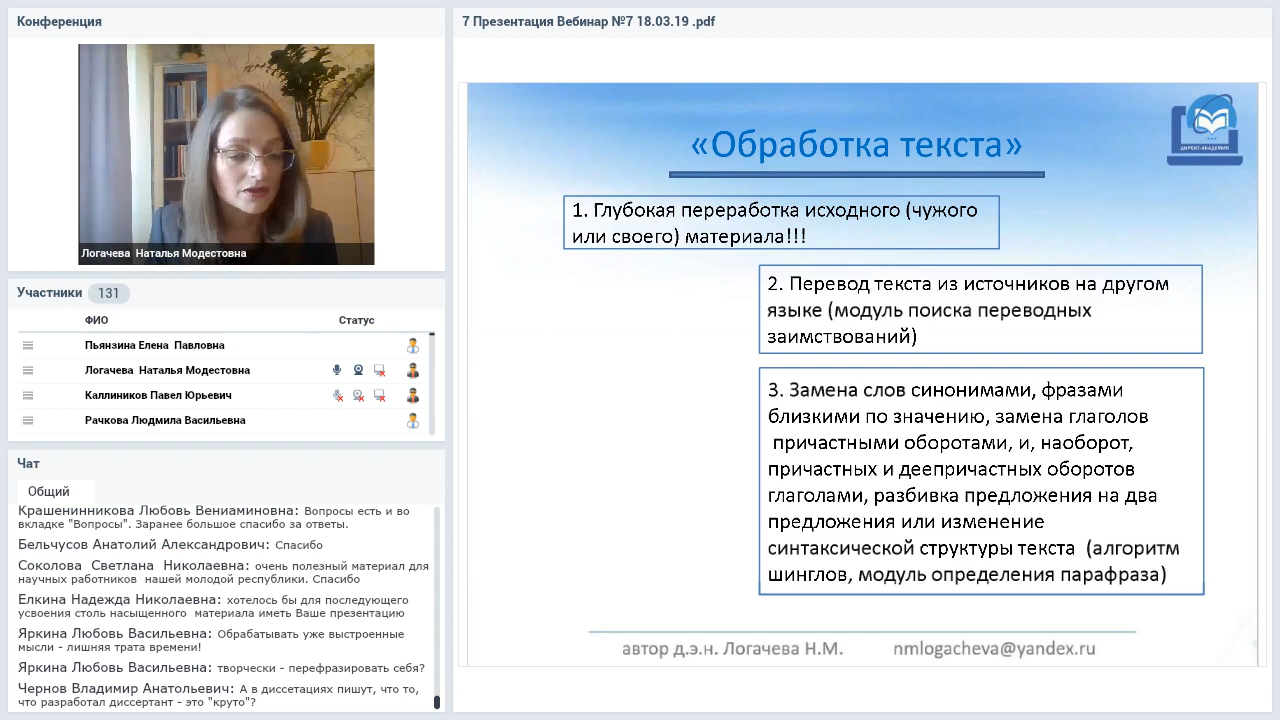 Конференция
Логачева Наталья Модестовна
Участники 131
ФИО Статус
Пьянзина Елена Павловна
Логачева Наталья Модестовна
Каллиников Павел Юрьевич
Рачкова Людмила Васильевна
Чат
Общий
Крашенинникова Любовь Вениаминовна: Вопросы есть и во
вкладке "Вопросы". Заранее большое спасибо за ответы.
Бельчусов Анатолий Александрович: Спасибо
Соколова Светлана Николаевна: очень полезный материал для
научных работников нашей молодой республики. Спасибо
Елкина Надежда Николаевна: хотелось бы для последующего
усвоения столь насыщенного материала иметь Ваше презентацию
Яркина Любовь Васильевна: Обрабатывать уже выстроенные
мысли - лишняя трата времени!
Яркина Любовь Васильевна: творчески - перефразировать себя?
Чернов Владимир Анатольевич: А в диссетациях пишут, что то,
что разработал диссертант - это "круто"?
7 Презентация Вебинар №7 18.03.19 .pdf
ДИРЕКТ-АКАДЕМИЯ
«Обработка текста»
1. Глубокая переработка исходного (чужого
или своего) материала!!!
2. Перевод текста из источников на другом
языке (модуль поиска переводных
заимствований)
3. Замена слов синонимами, фразами
близкими по значению, замена глаголов
причастными оборотами, и, наоборот,
причастных и деепричастных оборотов
глаголами, разбивка предложения на два
предложения или изменение
синтаксической структуры текста (алгоритм
шинглов, модуль определения парафраза)
автор д.э.н. Логачева Н.М. nmlogacheva@yandex.ru